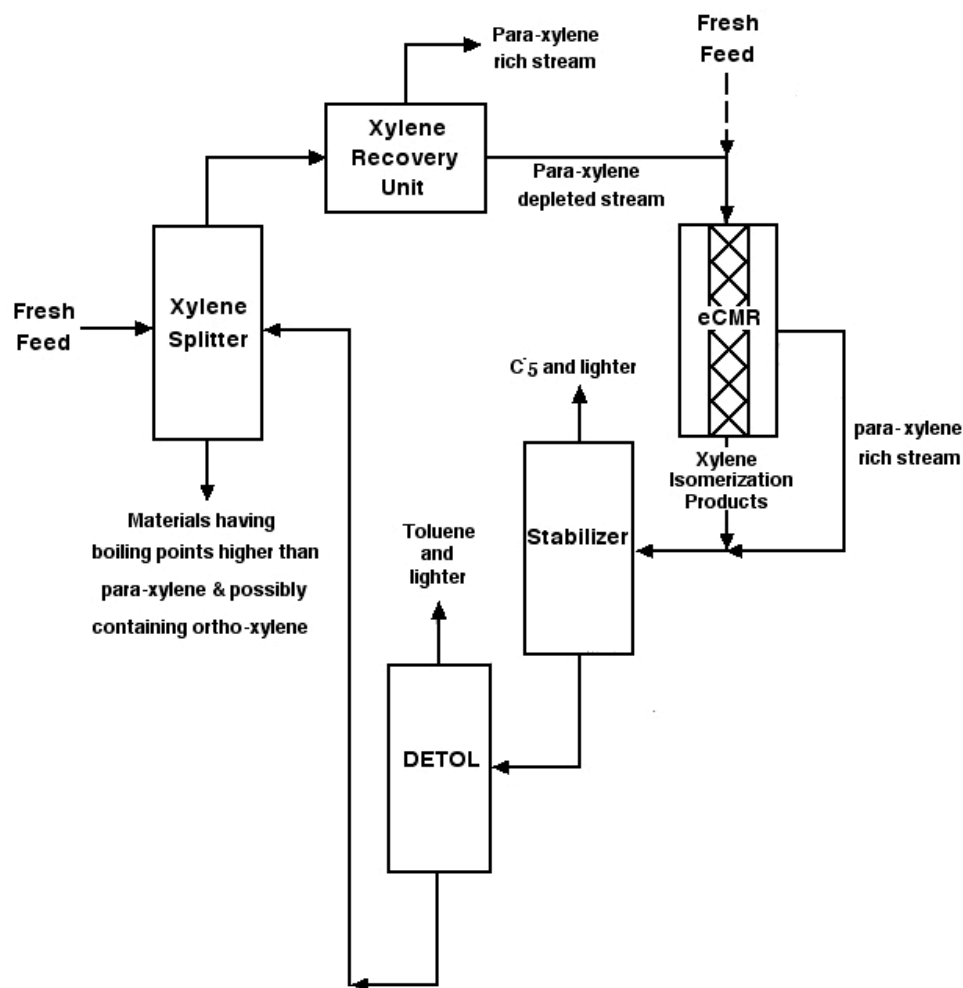 Para-xylene
rich stream
Fresh
Feed
Xylene
Recovery
Unit
Para-xylene
depleted stream
Fresh
Feed
Xylene
Splitter
eCMR
C-5 and lighter
para-xylene
rich stream
Xylene
Isomerization
Products
Materials having
boiling points higher than
para-xylene & possibly
containing ortho-xylene
Toluene
and
lighter
Stabilizer
DETOL